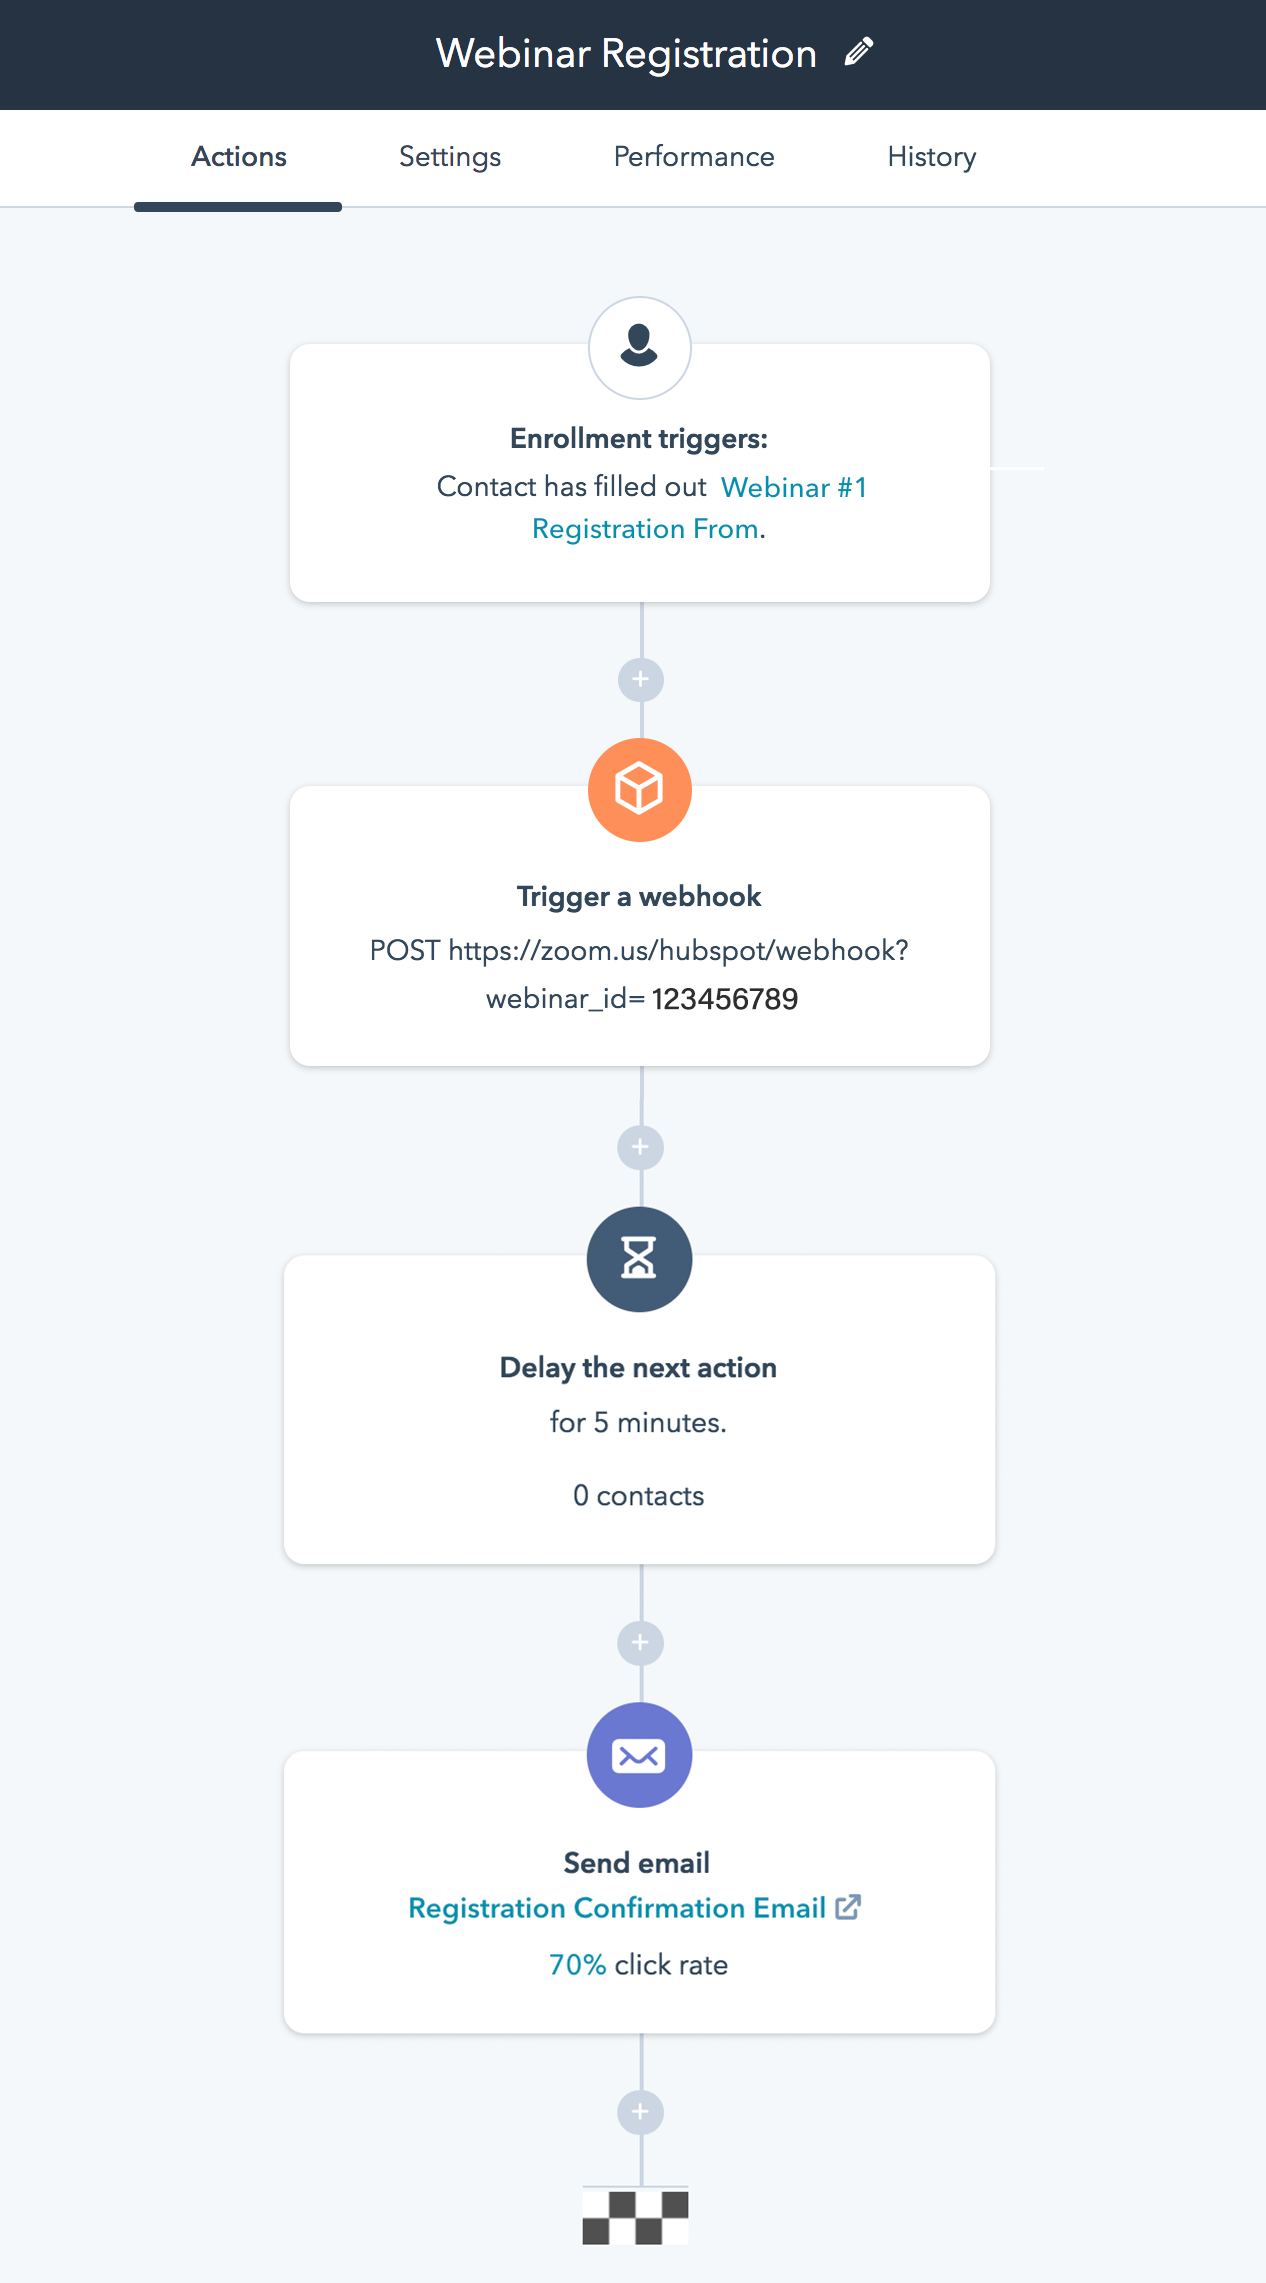 Webinar Registration
Actions Settings Performance History
Enrollment triggers:
Contact has filled out Webinar #1
Registration From.
+
Trigger a webhook
POST https://zoom.us/hubspot/webhook?
webinar_id= 123456789
+
Delay the next action
for 5 minutes.
0 contacts
+
Send email
Registration Confirmation Email
70% click rate
+